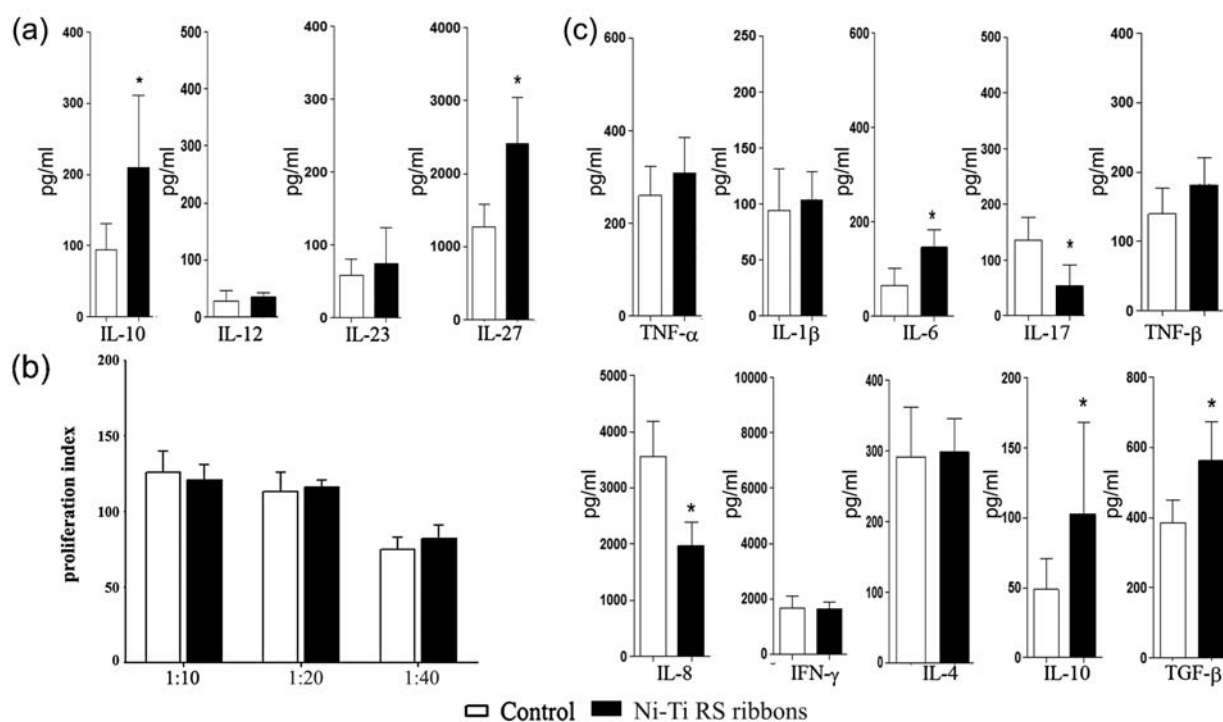 (a)
pg/ml
400
300
200
100
0
*
IL-10
500
400
300
200
100
0
IL-12
400
300
200
100
0
IL-23
4000
3000
2000
1000
0
*
IL-27
(b)
proliferation index
200
150
100
50
0
1:10
1:20
1:40
(c)
pg/ml
600
400
200
0
TNF-α
pg/ml
250
200
150
100
50
0
IL-1β
pg/ml
600
400
200
0
*
IL-6
pg/ml
500
400
300
200
100
0
*
IL-17
pg/ml
400
300
200
100
0
TNF-β
pg/ml
5000
4000
3000
2000
1000
0
*
IL-8
pg/ml
10000
8000
6000
4000
2000
0
IFN-γ
pg/ml
400
300
200
100
0
IL-4
pg/ml
200
150
100
50
0
*
IL-10
pg/ml
800
600
400
200
0
*
TGF-β
Control Ni-Ti RS ribbons